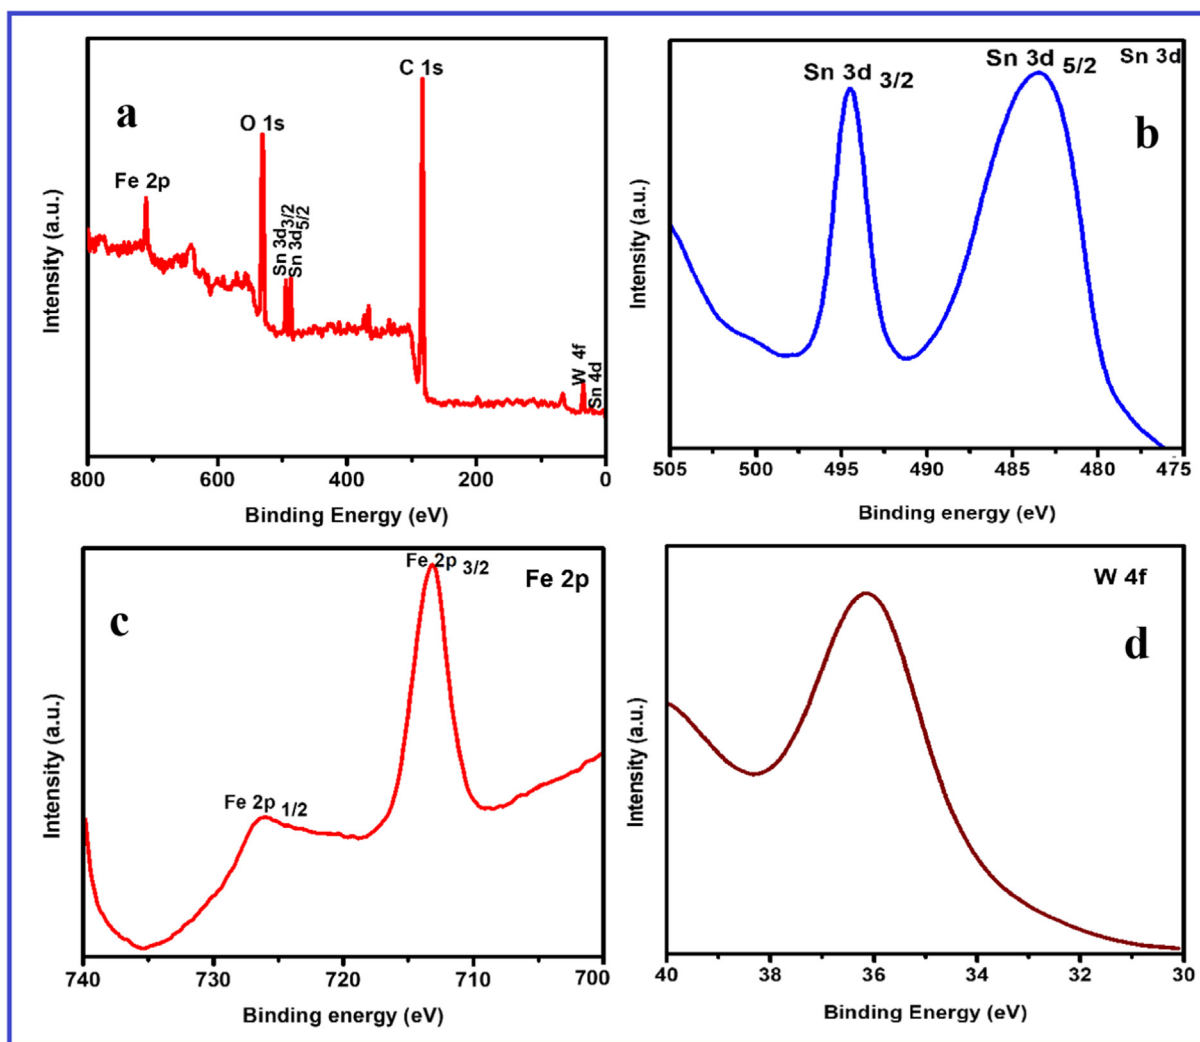 a
C 1s
O 1s
Fe 2p
Sn 3d3/2
Sn 3d5/2
W 4f
Sn 4d
Intensity (a.u.)
800 600 400 200 0
Binding Energy (eV)
Sn 3d 3/2
Sn 3d 5/2
Sn 3d
b
Intensity (a.u.)
505 500 495 490 485 480 475
Binding energy (eV)
Fe 2p 3/2
Fe 2p
c
Fe 2p 1/2
Intensity (a.u.)
740 730 720 710 700
Binding energy (eV)
W 4f
d
Intensity (a.u.)
40 38 36 34 32 30
Binding Energy (eV)